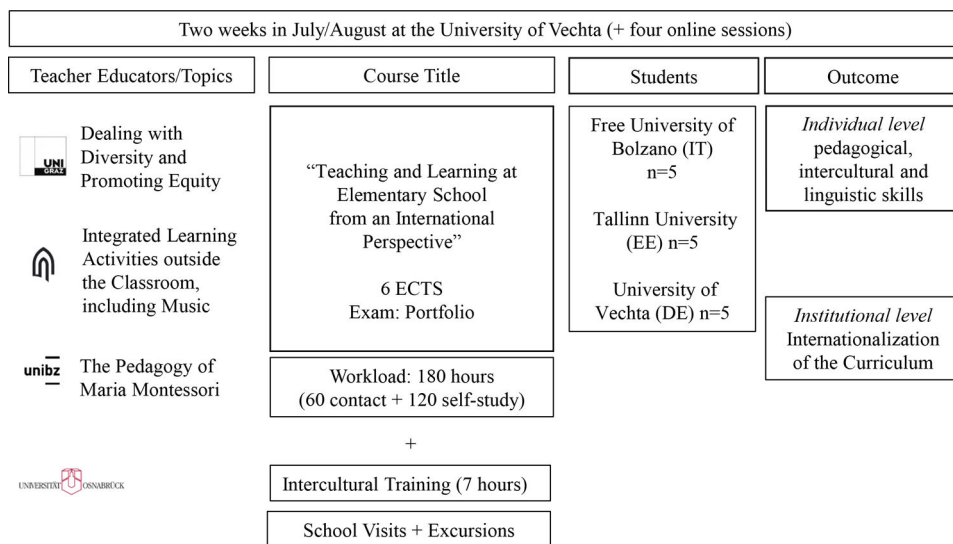 Two weeks in July/August at the University of Vechta (+ four online sessions)
Teacher Educators/Topics
UNI
GRAZ
Dealing with
Diversity and
Promoting Equity
Integrated Learning
Activities outside
the Classroom,
including Music
unibz
The Pedagogy of
Maria Montessori
UNIVERSITÄT OSNABRÜCK
Course Title
“Teaching and Learning at
Elementary School
from an International
Perspective”
6 ECTS
Exam: Portfolio
Workload: 180 hours
(60 contact + 120 self-study)
+
Intercultural Training (7 hours)
School Visits + Excursions
Students
Free University of
Bolzano (IT)
n=5
Tallinn University
(EE) n=5
University of
Vechta (DE) n=5
Outcome
Individual level
pedagogical,
intercultural and
linguistic skills
Institutional level
Internationalization
of the Curriculum